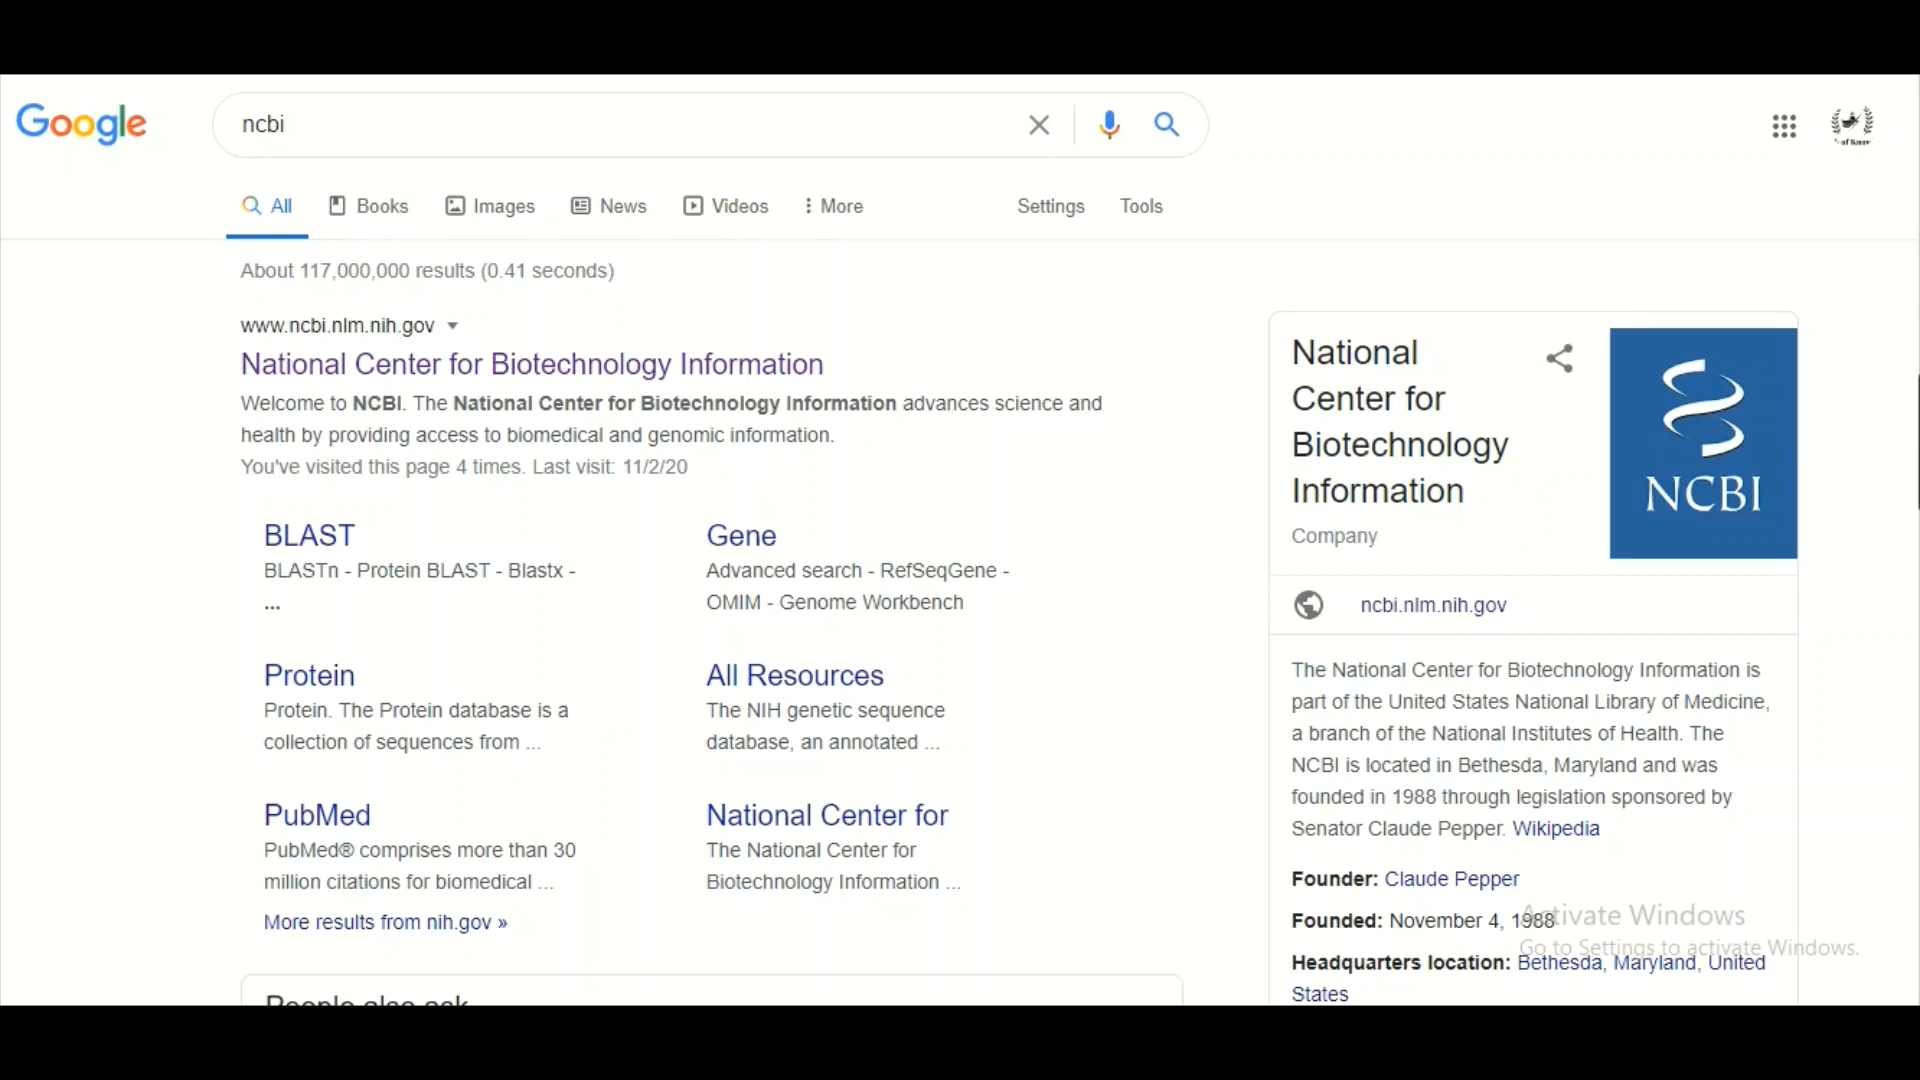 Google
ncbi
All
Books
Images
News
Videos
More
Settings
Tools
About 117,000,000 results (0.41 seconds)
www.ncbi.nlm.nih.gov
National Center for Biotechnology Information
Welcome to NCBI. The National Center for Biotechnology Information advances science and
health by providing access to biomedical and genomic information.
You've visited this page 4 times. Last visit: 11/2/20
BLAST
BLASTn - Protein BLAST - Blastx -
...
Gene
Advanced search - RefSeqGene -
OMIM - Genome Workbench
Protein
Protein. The Protein database is a
collection of sequences from ...
All Resources
The NIH genetic sequence
database, an annotated ...
PubMed
PubMed® comprises more than 30
million citations for biomedical ...
National Center for
The National Center for
Biotechnology Information ...
More results from nih.gov »
People also ask
National
Center for
Biotechnology
Information
Company
NCBI
ncbi.nlm.nih.gov
The National Center for Biotechnology Information is
part of the United States National Library of Medicine,
a branch of the National Institutes of Health. The
NCBI is located in Bethesda, Maryland and was
founded in 1988 through legislation sponsored by
Senator Claude Pepper. Wikipedia
Founder: Claude Pepper
Founded: November 4, 1988
Headquarters location: Bethesda, Maryland, United
States
Activate Windows
Go to Settings to activate Windows.